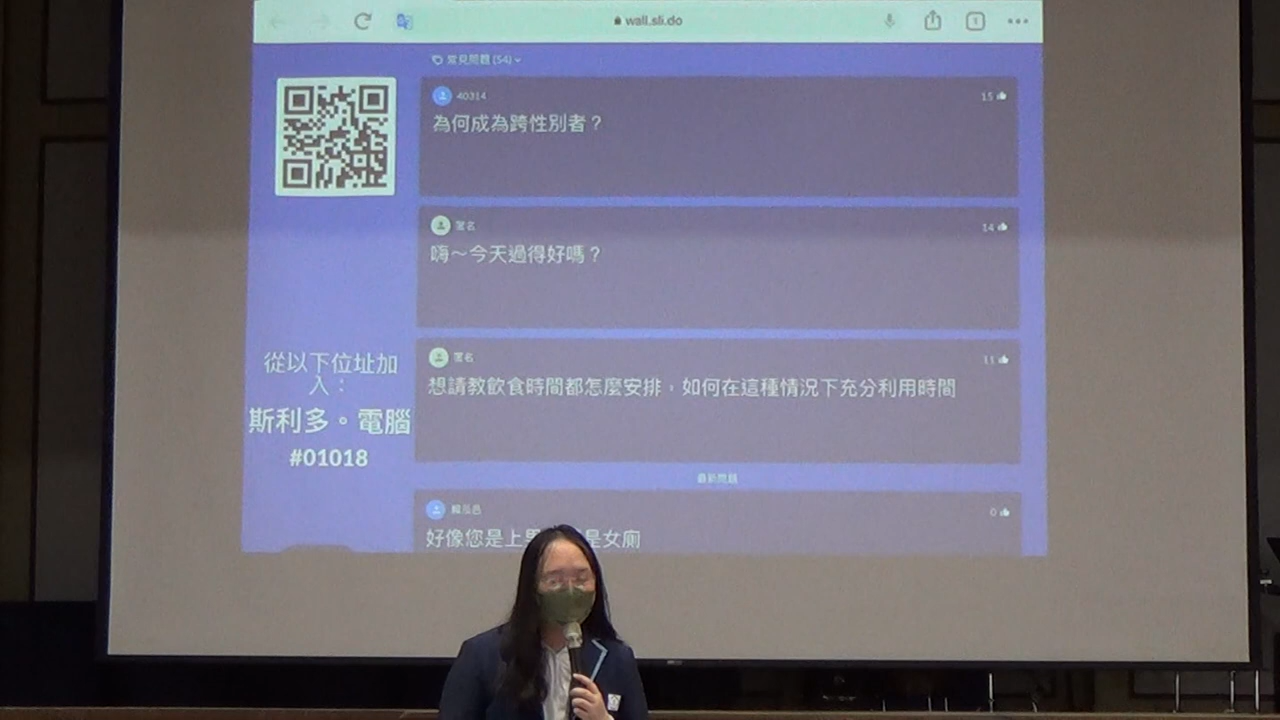 wall.sli.do
常見問題 (54)
40314
15
為何成為跨性別者？
匿名
14
嗨～今天過得好嗎？
匿名
11
想請教飲食時間都怎麼安排，如何在這種情況下充分利用時間
從以下位址加
入：
斯利多。電腦
#01018
最新問題
0
好像您是上 是女廁